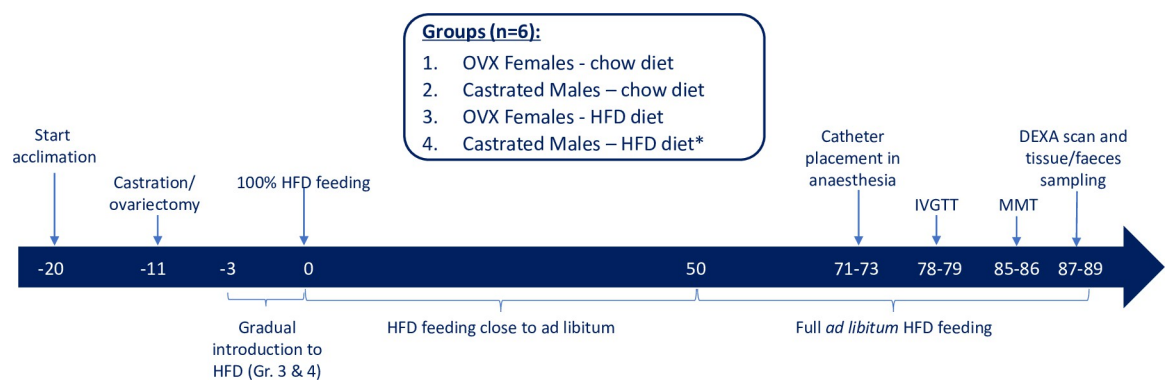 Groups (n=6):
1. OVX Females - chow diet
2. Castrated Males – chow diet
3. OVX Females - HFD diet
4. Castrated Males – HFD diet*
Start
acclimation
Castration/
ovariectomy
100% HFD feeding
Catheter
placement in
anaesthesia
IVGTT
MMT
DEXA scan and
tissue/faeces
sampling
-20
-11
-3
0
50
71-73
78-79
85-86
87-89
Gradual
introduction to
HFD (Gr. 3 & 4)
HFD feeding close to ad libitum
Full ad libitum HFD feeding